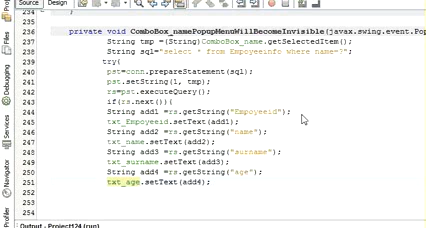 Source Design
234 }
235
236 private void ComboBox_namePopupMenuWillBecomeInvisible(javax.swing.event.Pop
237 String tmp =(String)ComboBox_name.getSelectedItem();
238 String sql="select * from Empoyeeinfo where name=?";
239 try{
240 pst=conn.prepareStatement(sql);
241 pst.setString(1, tmp);
242 rs=pst.executeQuery();
243 if(rs.next()){
244 String add1 =rs.getString("Empoyeeid");
245 txt_Empoyeeid.setText(add1);
246 String add2 =rs.getString("name");
247 txt_name.setText(add2);
248 String add3 =rs.getString("surname");
249 txt_surname.setText(add3);
250 String add4 =rs.getString("age");
251 txt_age.setText(add4);
252
253
254
Files
Debugging
Services
Navigator
Profiler
Output - Project124 (run)